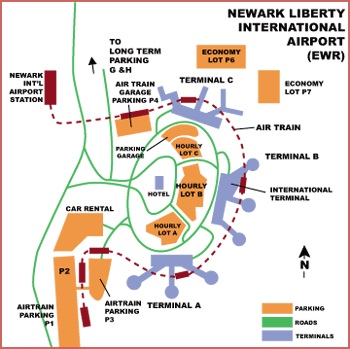 NEWARK LIBERTY
INTERNATIONAL
AIRPORT
(EWR)
TO
LONG TERM
PARKING
G & H
ECONOMY
LOT P6
NEWARK
INT'L
AIRPORT
STATION
AIR TRAIN
GARAGE
PARKING P4
TERMINAL C
ECONOMY
LOT P7
AIR TRAIN
PARKING
GARAGE
HOURLY
LOT C
TERMINAL B
HOTEL
HOURLY
LOT B
INTERNATIONAL
TERMINAL
CAR RENTAL
HOURLY
LOT A
N
P2
AIRTRAIN
PARKING
P1
AIRTRAIN
PARKING
P3
TERMINAL A
PARKING
ROADS
TERMINALS